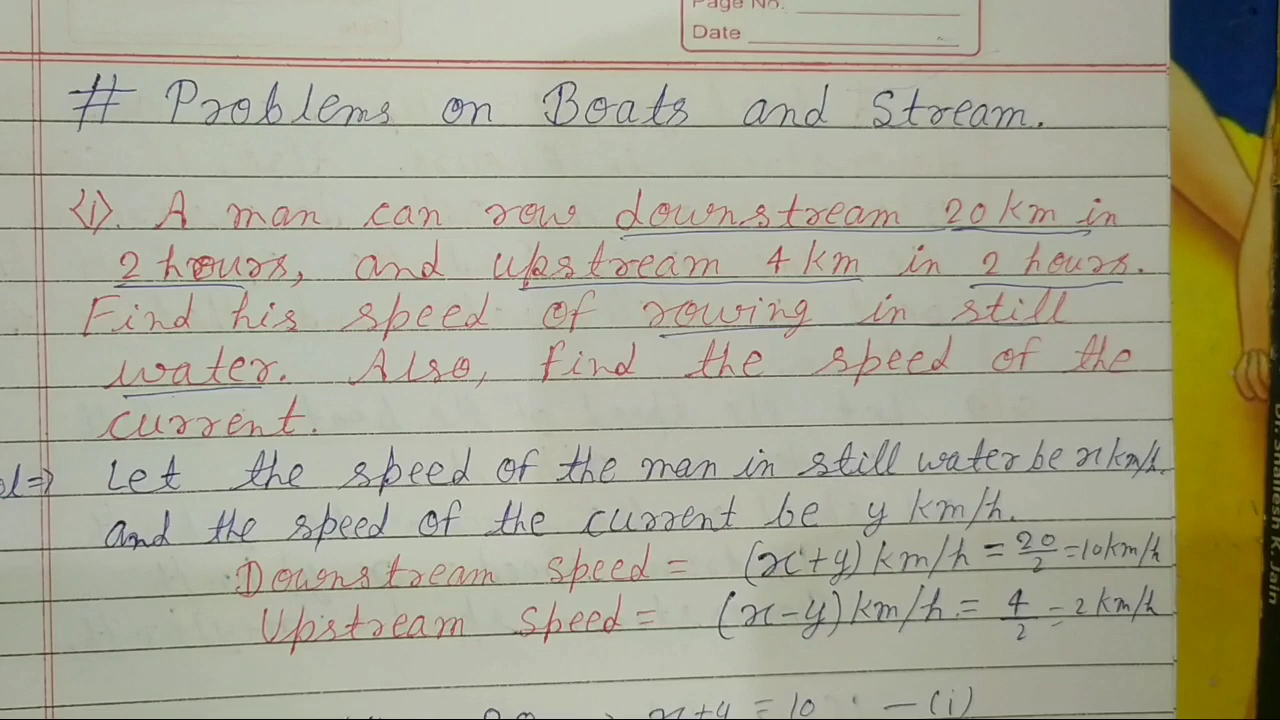 Page No.
Date
# Problems on Boats and Stream.
<i>. A man can row downstream 20 km in
2 hours, and upstream 4 km in 2 hours.
Find his speed of rowing in still
water. Also, find the speed of the
current.
Let the speed of the man in still water be x km/h.
and the speed of the current be y km/h.
Downstream speed = (x+y) km/h = 20/2 = 10 km/h
Upstream speed = (x-y) km/h = 4/2 = 2 km/h
x+y = 10 - (i)
K. Jain